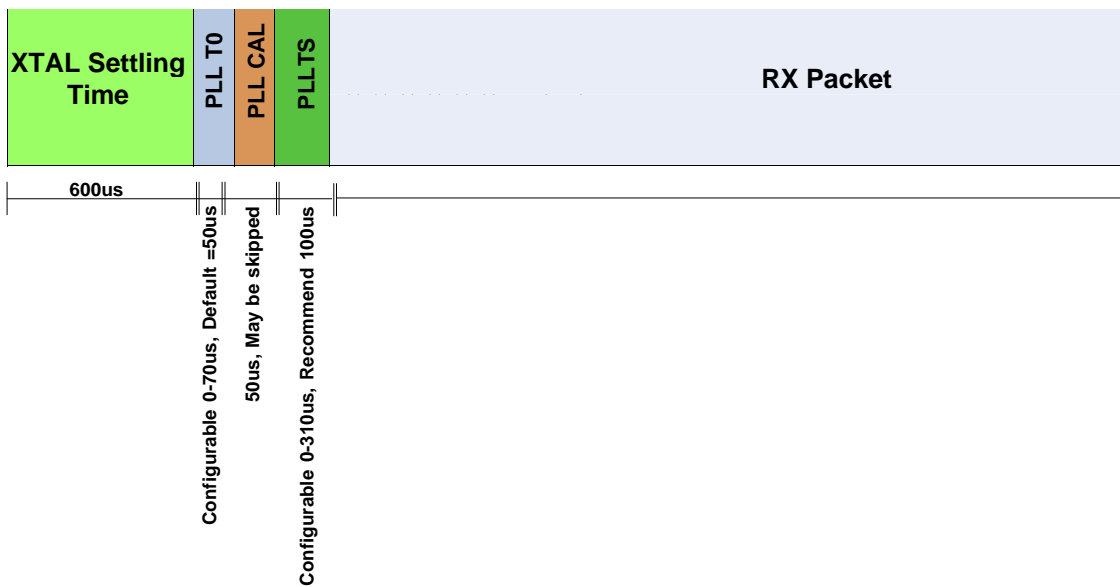 XTAL Settling
Time
PLL T0
PLL CAL
PLLTS
RX Packet
600us
Configurable 0-70us, Default =50us
50us, May be skipped
Configurable 0-310us, Recommend 100us